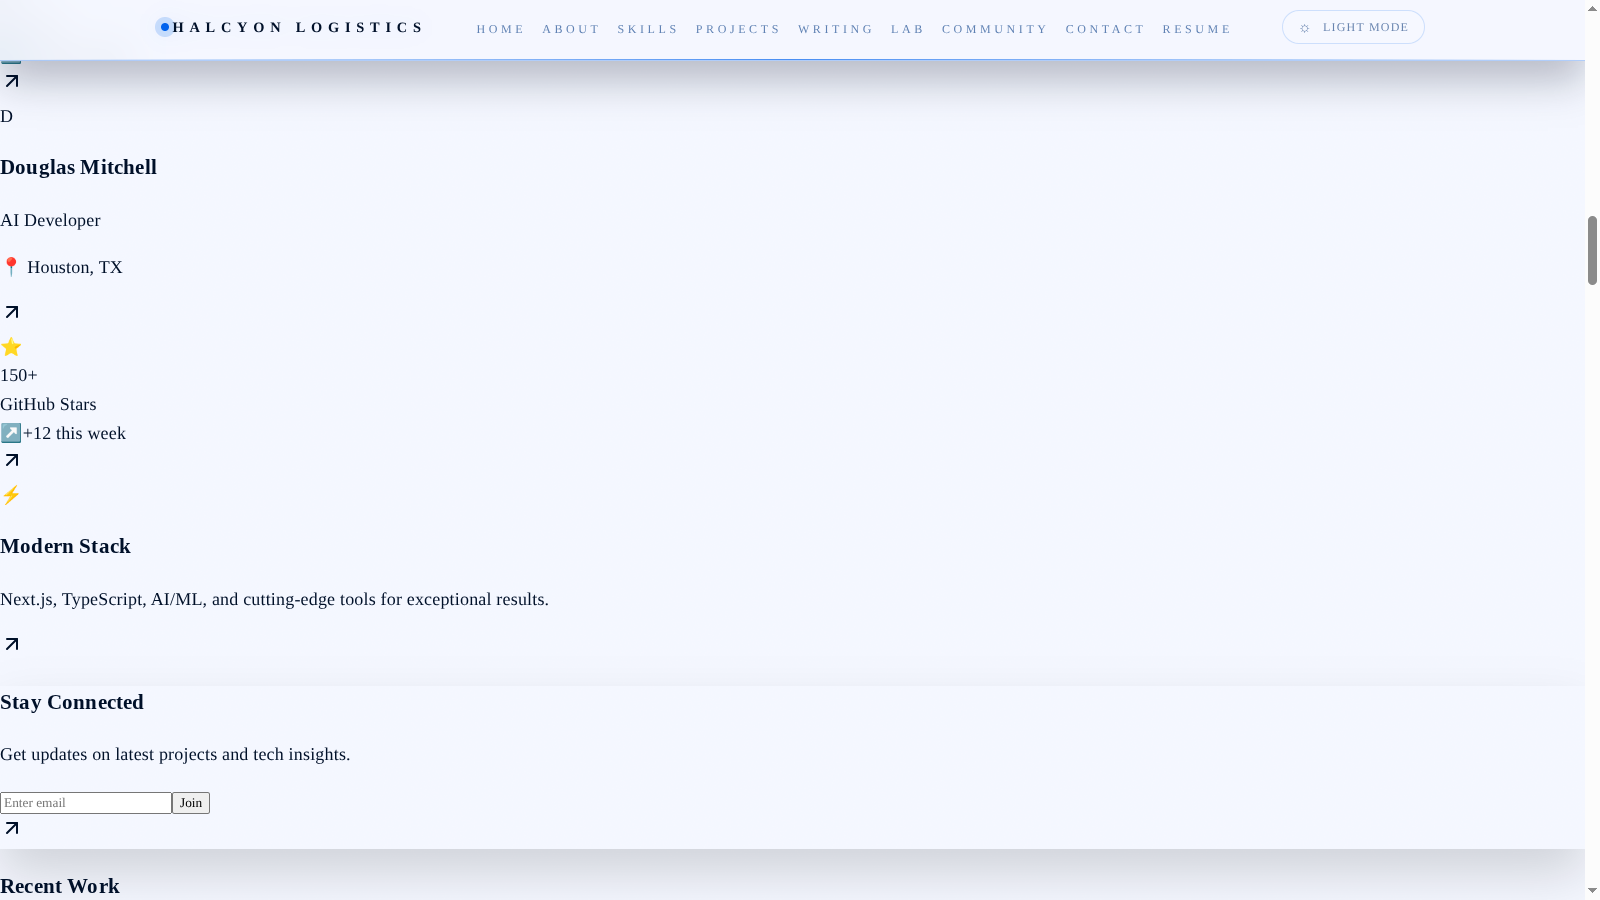 HALCYON LOGISTICS
HOME ABOUT SKILLS PROJECTS WRITING LAB COMMUNITY CONTACT RESUME
LIGHT MODE
D
Douglas Mitchell
AI Developer
📍 Houston, TX
⭐
150+
GitHub Stars
↗️+12 this week
⚡
Modern Stack
Next.js, TypeScript, AI/ML, and cutting-edge tools for exceptional results.
Stay Connected
Get updates on latest projects and tech insights.
Enter email Join
Recent Work